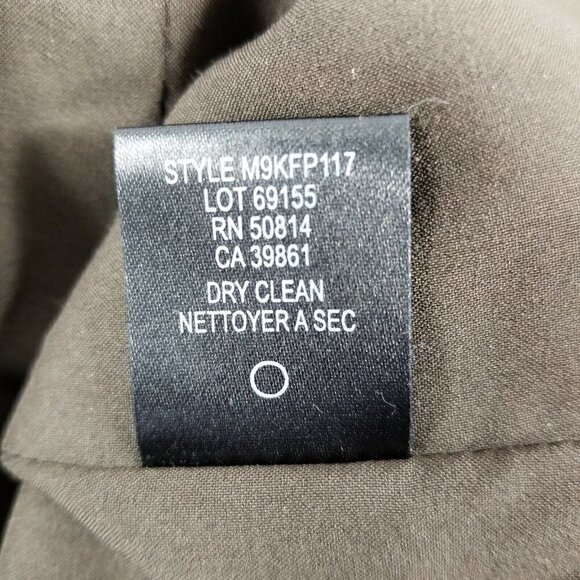 STYLE M9KFP117
LOT 69155
RN 50814
CA 39861
DRY CLEAN
NETTOYER A SEC